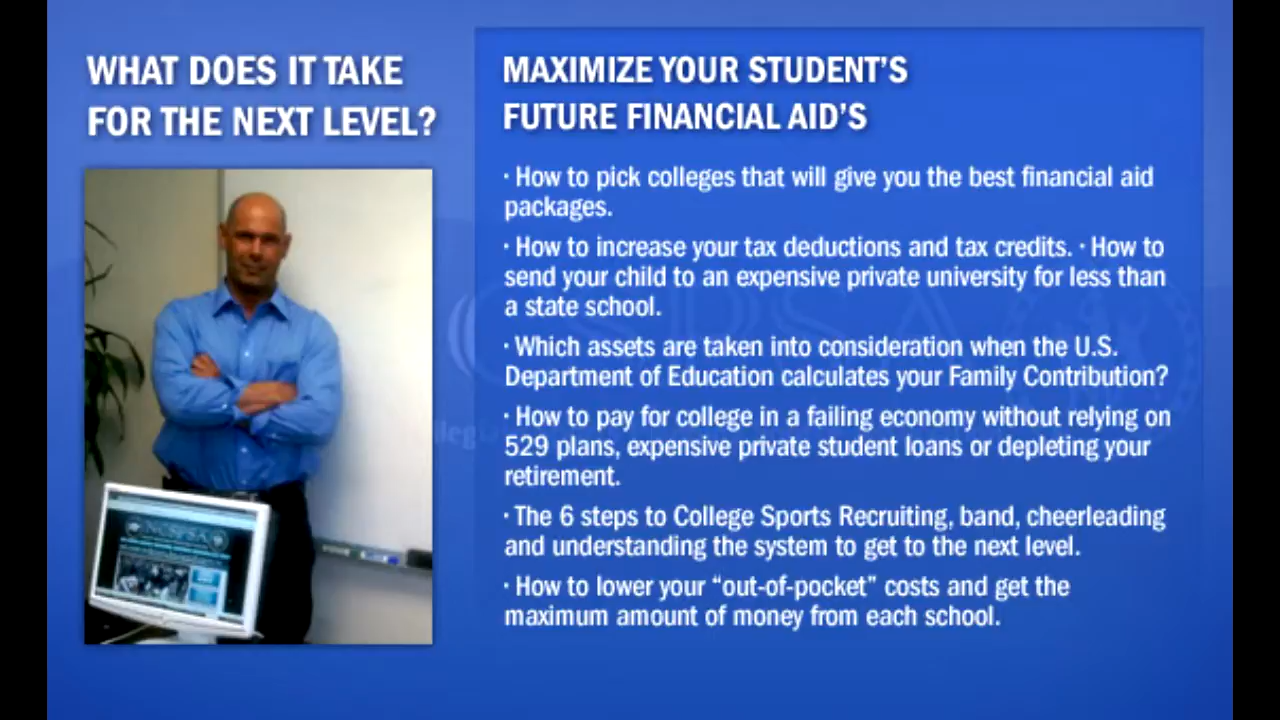 WHAT DOES IT TAKE
FOR THE NEXT LEVEL?
MAXIMIZE YOUR STUDENT'S
FUTURE FINANCIAL AID'S
· How to pick colleges that will give you the best financial aid
packages.
· How to increase your tax deductions and tax credits. · How to
send your child to an expensive private university for less than
a state school.
· Which assets are taken into consideration when the U.S.
Department of Education calculates your Family Contribution?
· How to pay for college in a failing economy without relying on
529 plans, expensive private student loans or depleting your
retirement.
· The 6 steps to College Sports Recruiting, band, cheerleading
and understanding the system to get to the next level.
· How to lower your “out-of-pocket” costs and get the
maximum amount of money from each school.